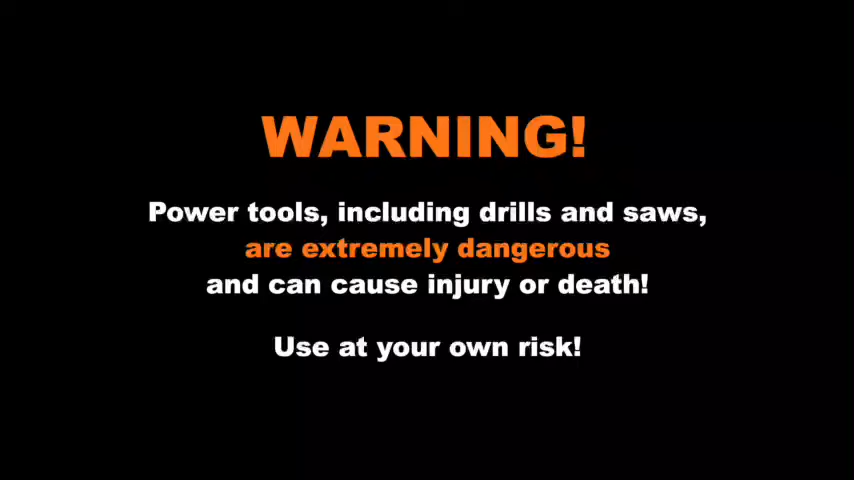 WARNING!
Power tools, including drills and saws,
are extremely dangerous
and can cause injury or death!
Use at your own risk!